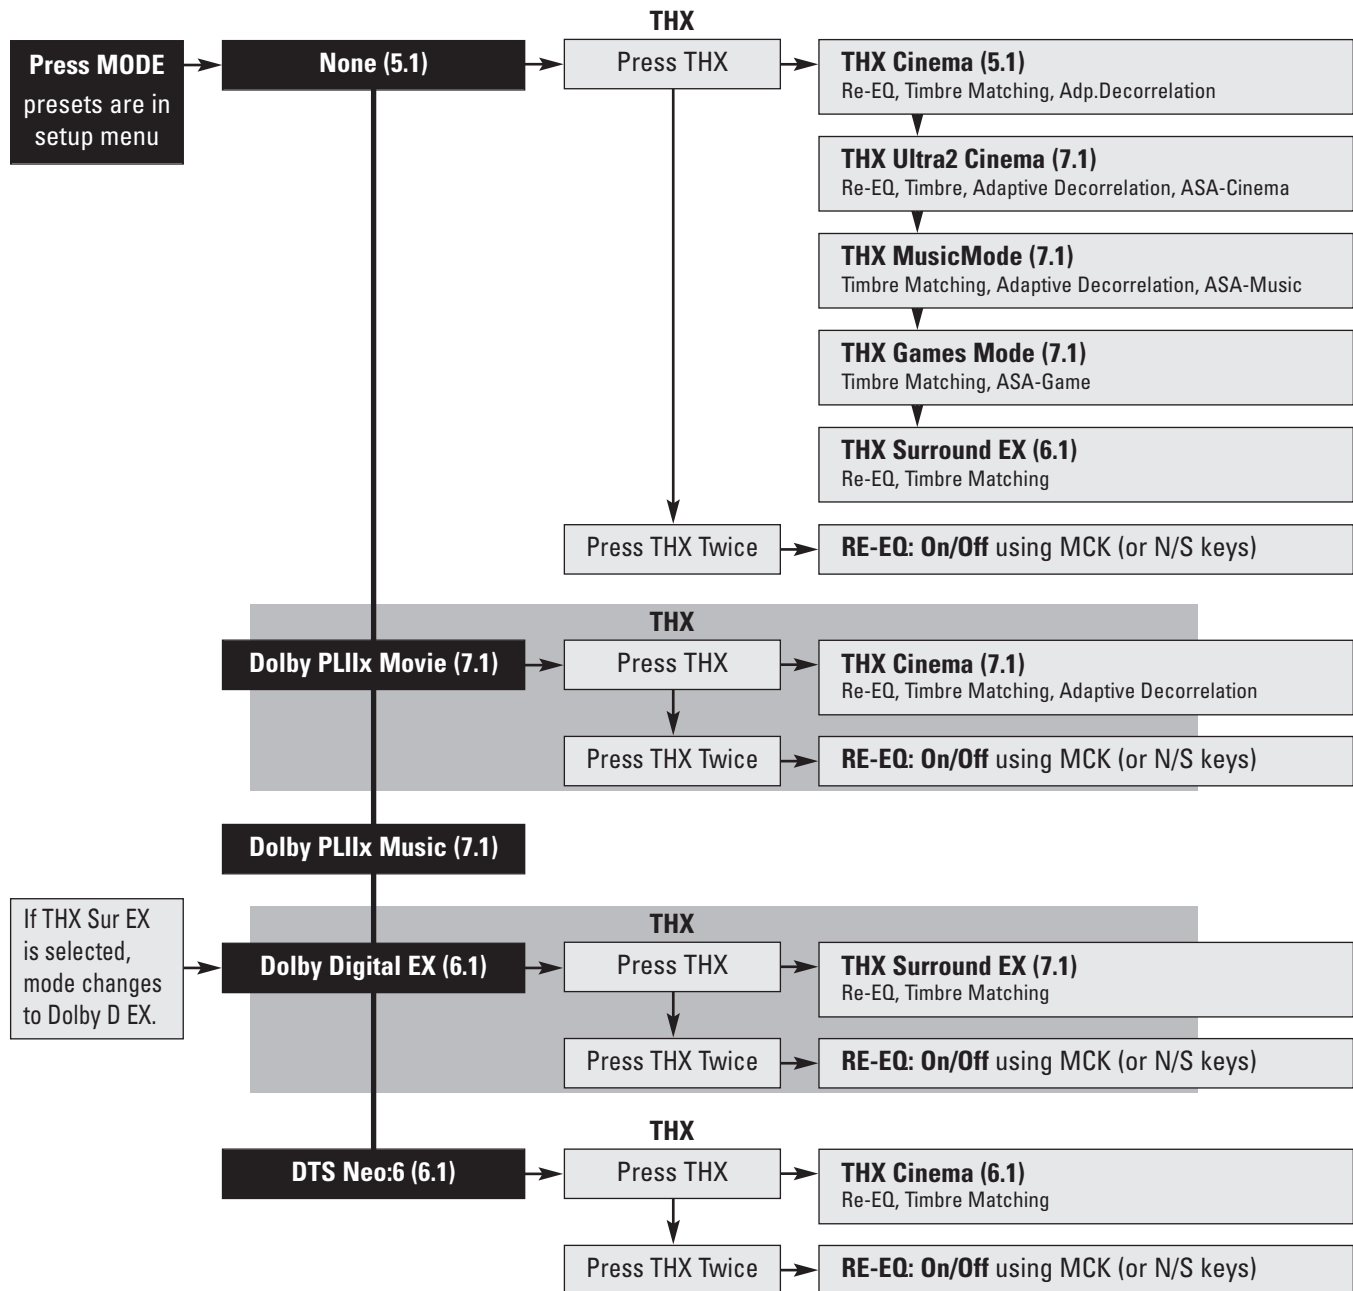 THX
Press MODE
presets are in
setup menu
None (5.1)
Press THX
THX Cinema (5.1)
Re-EQ, Timbre Matching, Adp.Decorrelation
THX Ultra2 Cinema (7.1)
Re-EQ, Timbre, Adaptive Decorrelation, ASA-Cinema
THX MusicMode (7.1)
Timbre Matching, Adaptive Decorrelation, ASA-Music
THX Games Mode (7.1)
Timbre Matching, ASA-Game
THX Surround EX (6.1)
Re-EQ, Timbre Matching
Press THX Twice
RE-EQ: On/Off using MCK (or N/S keys)
THX
Dolby PLIIx Movie (7.1)
Press THX
THX Cinema (7.1)
Re-EQ, Timbre Matching, Adaptive Decorrelation
Press THX Twice
RE-EQ: On/Off using MCK (or N/S keys)
Dolby PLIIx Music (7.1)
If THX Sur EX
is selected,
mode changes
to Dolby D EX.
THX
Dolby Digital EX (6.1)
Press THX
THX Surround EX (7.1)
Re-EQ, Timbre Matching
Press THX Twice
RE-EQ: On/Off using MCK (or N/S keys)
THX
DTS Neo:6 (6.1)
Press THX
THX Cinema (6.1)
Re-EQ, Timbre Matching
Press THX Twice
RE-EQ: On/Off using MCK (or N/S keys)